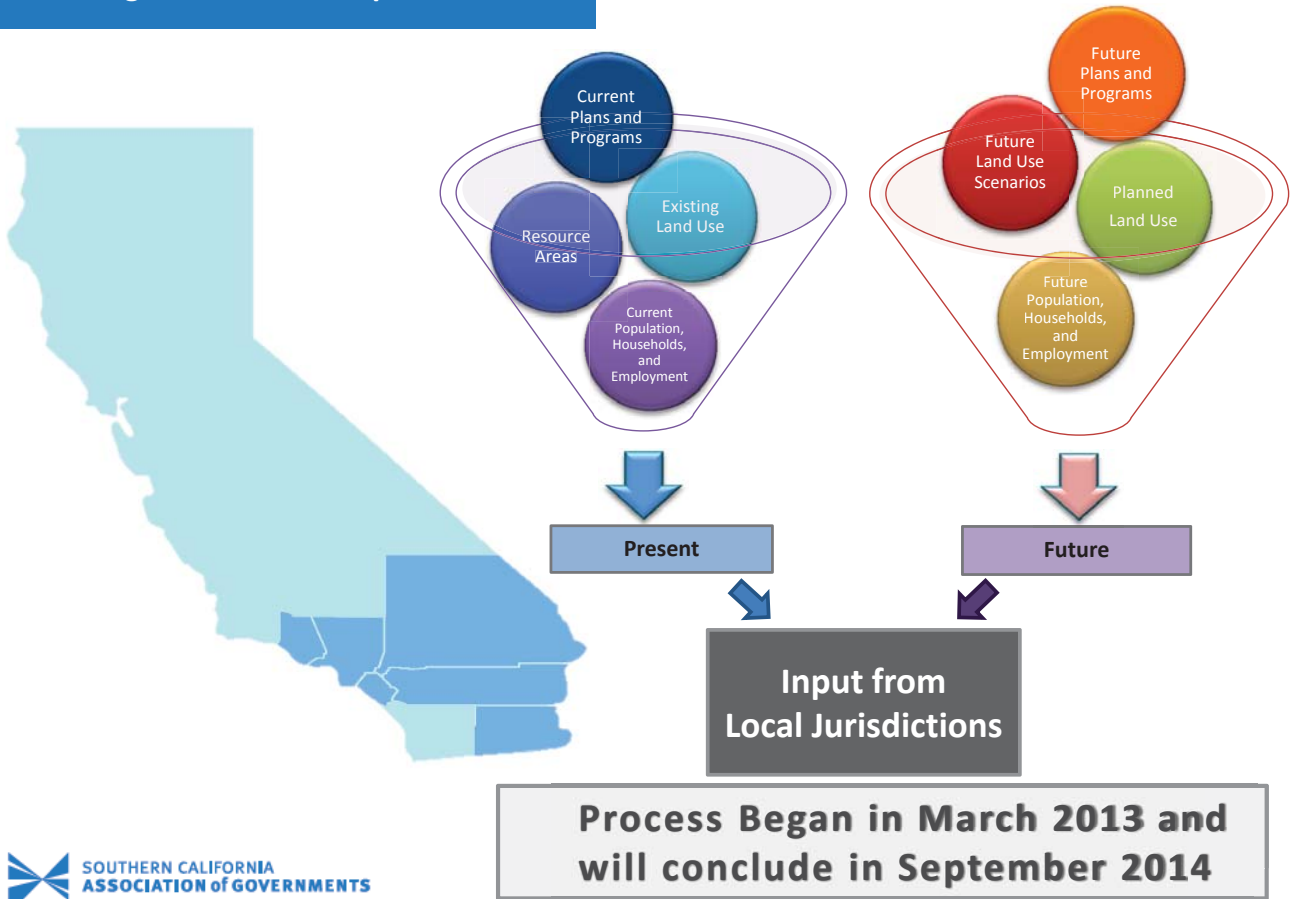 Current
Plans and
Programs
Existing
Land Use
Resource
Areas
Current
Population,
Households,
and
Employment
Future
Plans and
Programs
Future
Land Use
Scenarios
Planned
Land Use
Future
Population,
Households,
and
Employment
Present
Future
Input from
Local Jurisdictions
Process Began in March 2013 and
will conclude in September 2014
SOUTHERN CALIFORNIA
ASSOCIATION of GOVERNMENTS